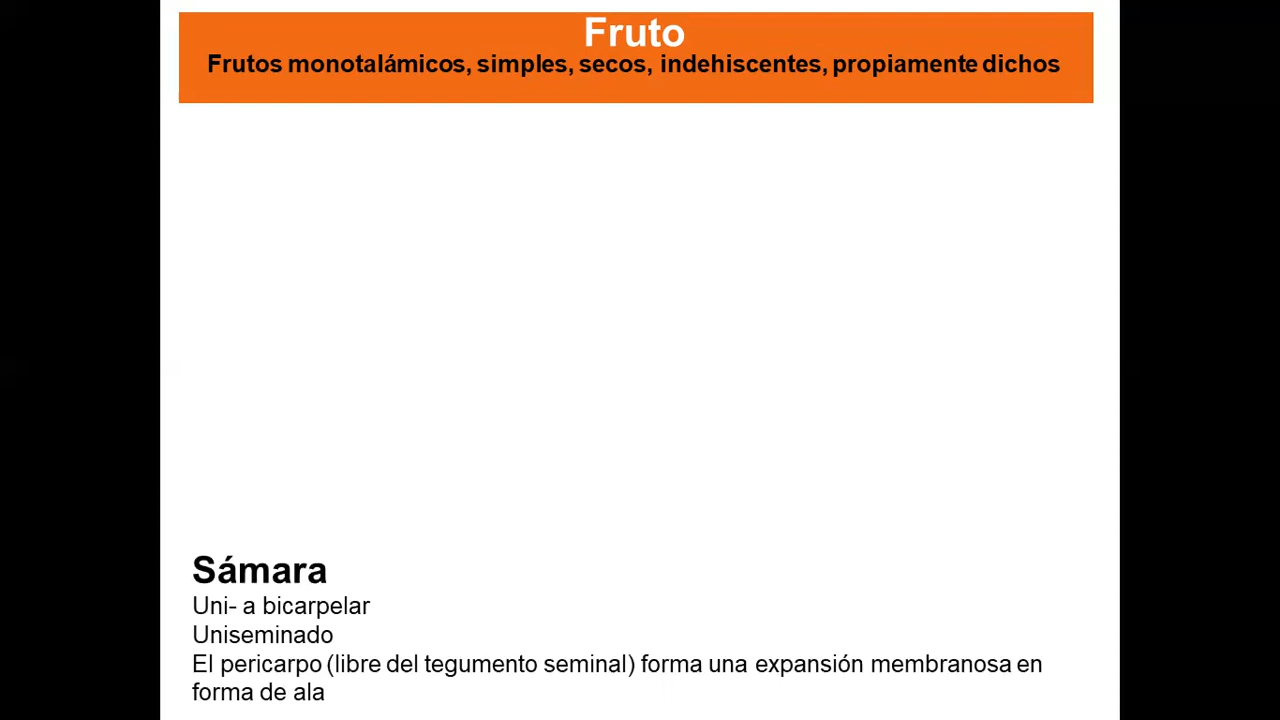 Fruto
Frutos monotalámicos, simples, secos, indehiscentes, propiamente dichos
Sámara
Uni- a bicarpelar
Uniseminado
El pericarpo (libre del tegumento seminal) forma una expansión membranosa en
forma de ala